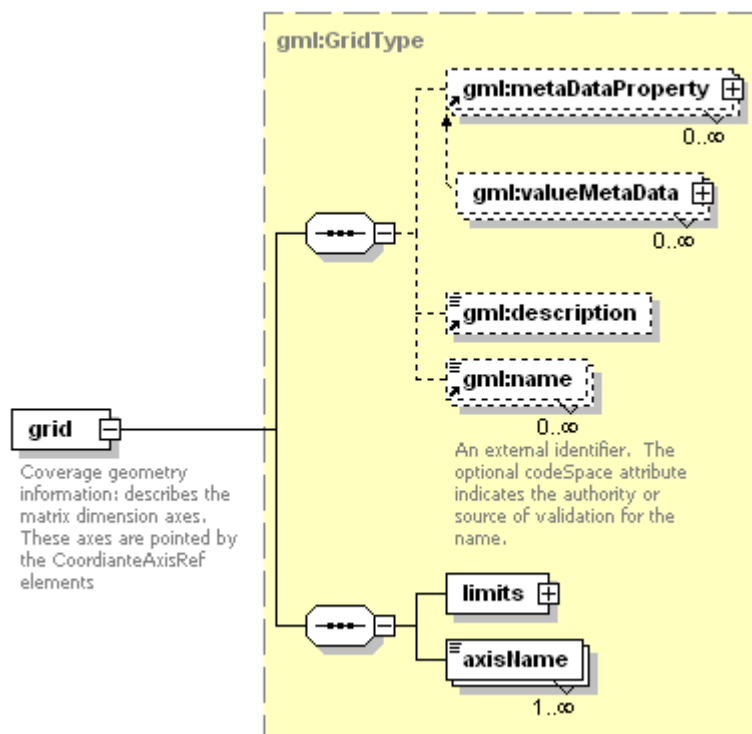 gml:GridType
gml:metaDataProperty
0..∞
gml:valueMetaData
0..∞
gml:description
gml:name
0..∞
An external identifier. The
optional codeSpace attribute
indicates the authority or
source of validation for the
name.
grid
Coverage geometry
information: describes the
matrix dimension axes.
These axes are pointed by
the CoordianteAxisRef
elements
limits
axisName
1..∞